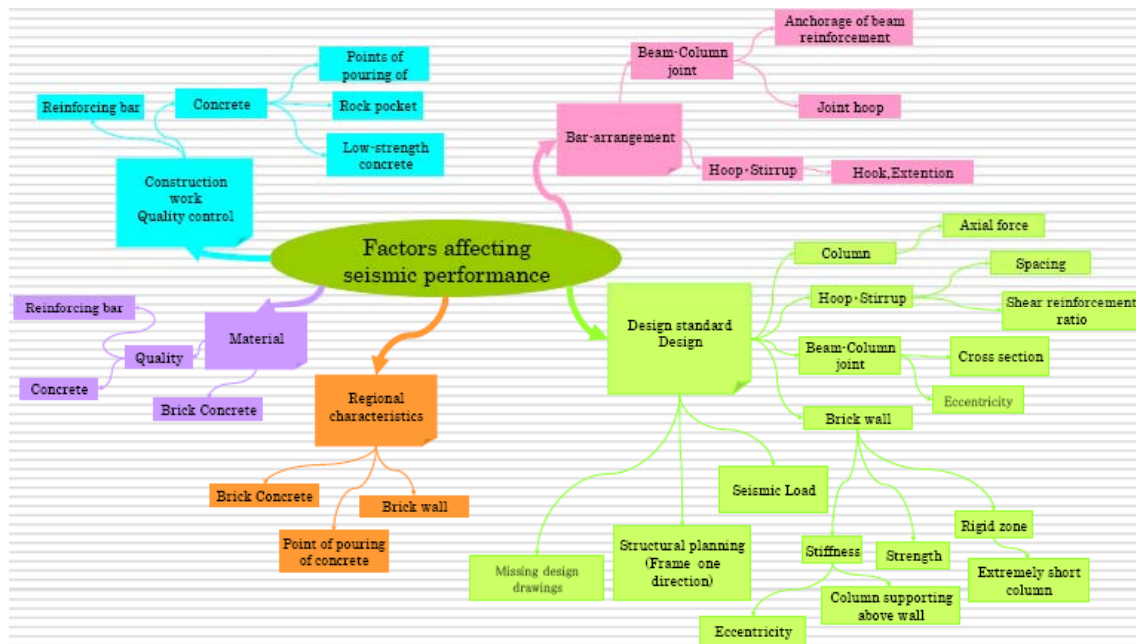 Factors affecting
seismic performance
Construction
work
Quality control
Reinforcing bar
Concrete
Points of
pouring of
Rock pocket
Low-strength
concrete
Bar-arrangement
Beam-Column
joint
Anchorage of beam
reinforcement
Joint hoop
Hoop・Stirrup
Hook,Extention
Material
Reinforcing bar
Quality
Concrete
Brick Concrete
Regional
characteristics
Brick Concrete
Point of pouring
of concrete
Brick wall
Design standard
Design
Column
Axial force
Hoop・Stirrup
Spacing
Shear reinforcement
ratio
Beam-Column
joint
Cross section
Eccentricity
Brick wall
Stiffness
Eccentricity
Column supporting
above wall
Strength
Rigid zone
Extremely short
column
Seismic Load
Structural planning
(Frame one
direction)
Missing design
drawings